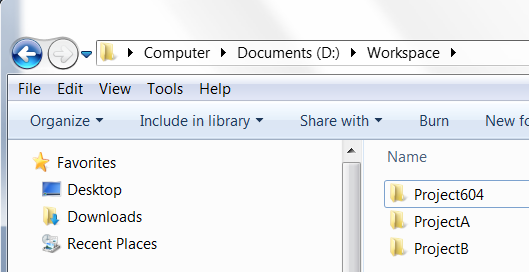 Computer Documents (D:) Workspace
File Edit View Tools Help
Organize Include in library Share with Burn New fo
Favorites
Desktop
Downloads
Recent Places
Name
Project604
ProjectA
ProjectB